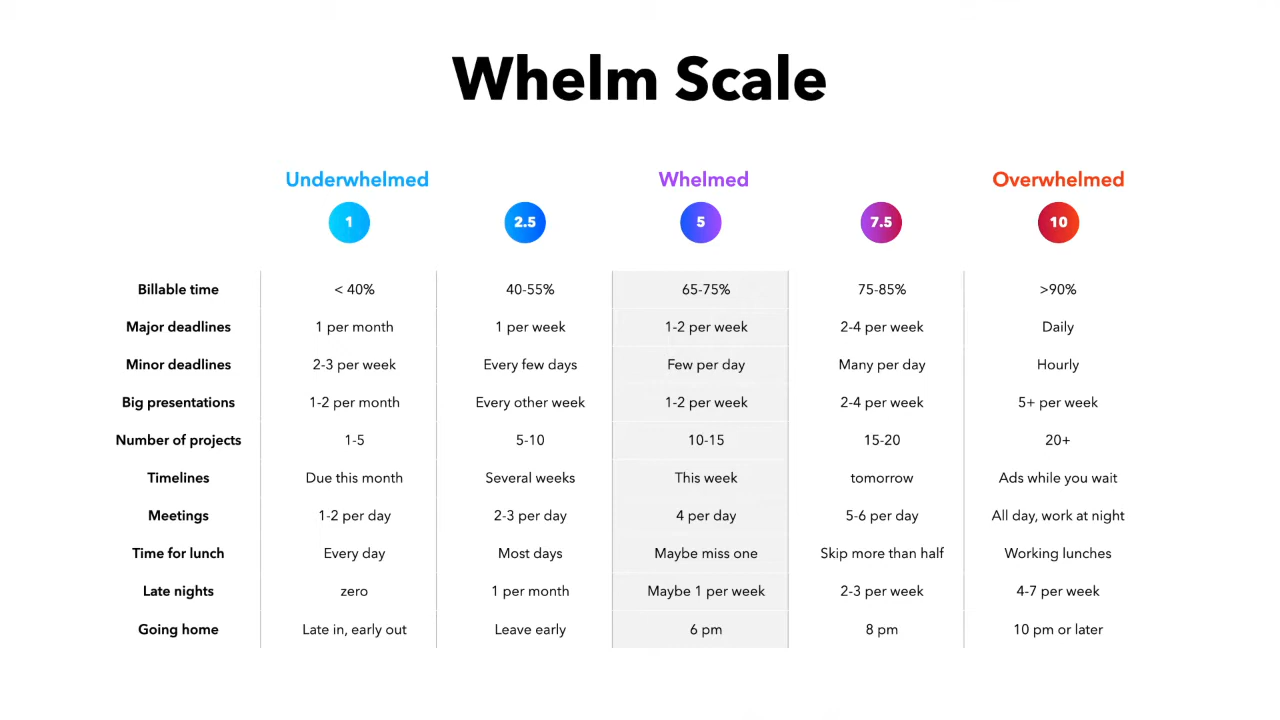 Whelm Scale
Underwhelmed Whelmed Overwhelmed
1 2.5 5 7.5 10
Billable time < 40% 40-55% 65-75% 75-85% >90%
Major deadlines 1 per month 1 per week 1-2 per week 2-4 per week Daily
Minor deadlines 2-3 per week Every few days Few per day Many per day Hourly
Big presentations 1-2 per month Every other week 1-2 per week 2-4 per week 5+ per week
Number of projects 1-5 5-10 10-15 15-20 20+
Timelines Due this month Several weeks This week tomorrow Ads while you wait
Meetings 1-2 per day 2-3 per day 4 per day 5-6 per day All day, work at night
Time for lunch Every day Most days Maybe miss one Skip more than half Working lunches
Late nights zero 1 per month Maybe 1 per week 2-3 per week 4-7 per week
Going home Late in, early out Leave early 6 pm 8 pm 10 pm or later